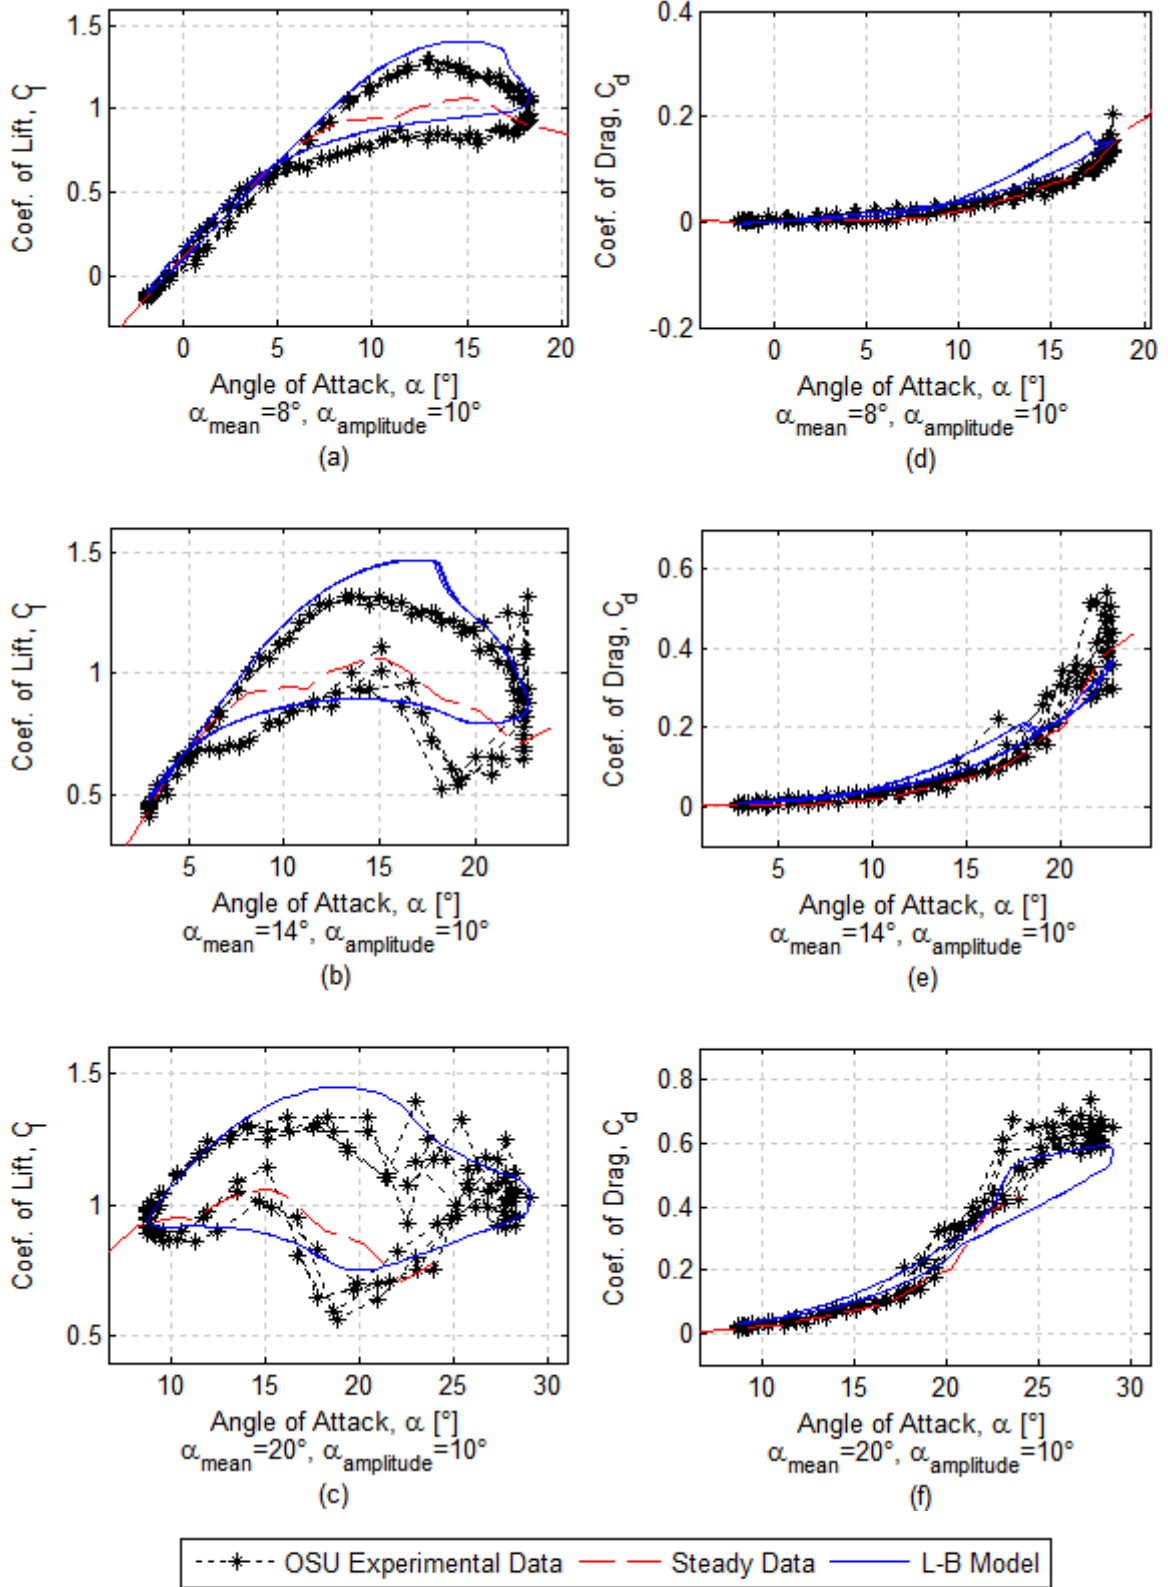 1.5
1
0.5
0
Coef. of Lift, Cl
0 5 10 15 20
Angle of Attack, α [°]
αmean=8°, αamplitude=10°
(a)
0.4
0.2
0
-0.2
Coef. of Drag, Cd
0 5 10 15 20
Angle of Attack, α [°]
αmean=8°, αamplitude=10°
(d)
1.5
1
0.5
Coef. of Lift, Cl
5 10 15 20
Angle of Attack, α [°]
αmean=14°, αamplitude=10°
(b)
0.6
0.4
0.2
0
Coef. of Drag, Cd
5 10 15 20
Angle of Attack, α [°]
αmean=14°, αamplitude=10°
(e)
1.5
1
0.5
Coef. of Lift, Cl
10 15 20 25 30
Angle of Attack, α [°]
αmean=20°, αamplitude=10°
(c)
0.8
0.6
0.4
0.2
0
Coef. of Drag, Cd
10 15 20 25 30
Angle of Attack, α [°]
αmean=20°, αamplitude=10°
(f)
OSU Experimental Data Steady Data L-B Model